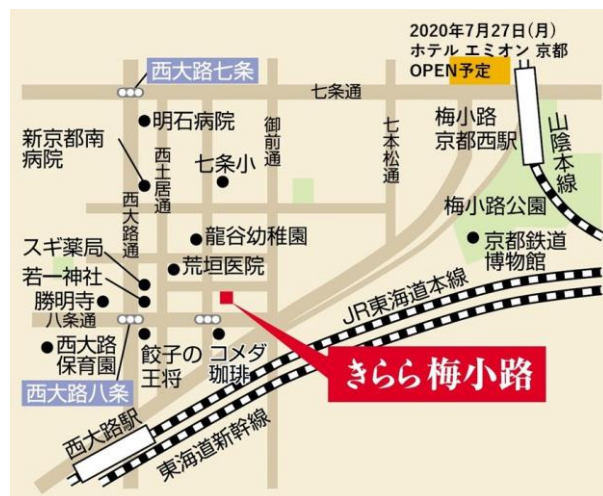 2020年7月27日(月)
ホテル エミオン 京都
OPEN予定
西大路七条
七条通
明石病院
新京都南
病院
西土居通
七条小
御前通
七本松通
梅小路
京都西駅
山陰本線
西大路通
梅小路公園
龍谷幼稚園
京都鉄道
博物館
スギ薬局
荒垣医院
若一神社
勝明寺
八条通
JR東海道本線
西大路
保育園
餃子の
王将
コメダ
珈琲
きらら梅小路
西大路八条
西大路駅
東海道新幹線